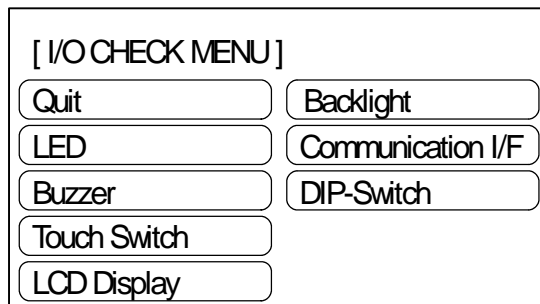 [ I/O CHECK MENU ]
Quit
Backlight
LED
Communication I/F
Buzzer
DIP-Switch
Touch Switch
LCD Display